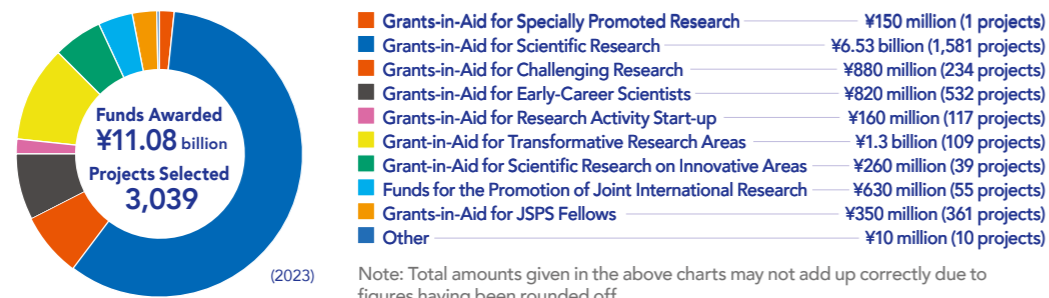 Funds Awarded
¥11.08 billion
Projects Selected
3,039
(2023)
Grants-in-Aid for Specially Promoted Research ¥150 million (1 projects)
Grants-in-Aid for Scientific Research ¥6.53 billion (1,581 projects)
Grants-in-Aid for Challenging Research ¥880 million (234 projects)
Grants-in-Aid for Early-Career Scientists ¥820 million (532 projects)
Grants-in-Aid for Research Activity Start-up ¥160 million (117 projects)
Grant-in-Aid for Transformative Research Areas ¥1.3 billion (109 projects)
Grant-in-Aid for Scientific Research on Innovative Areas ¥260 million (39 projects)
Funds for the Promotion of Joint International Research ¥630 million (55 projects)
Grants-in-Aid for JSPS Fellows ¥350 million (361 projects)
Other ¥10 million (10 projects)
Note: Total amounts given in the above charts may not add up correctly due to
figures having been rounded off